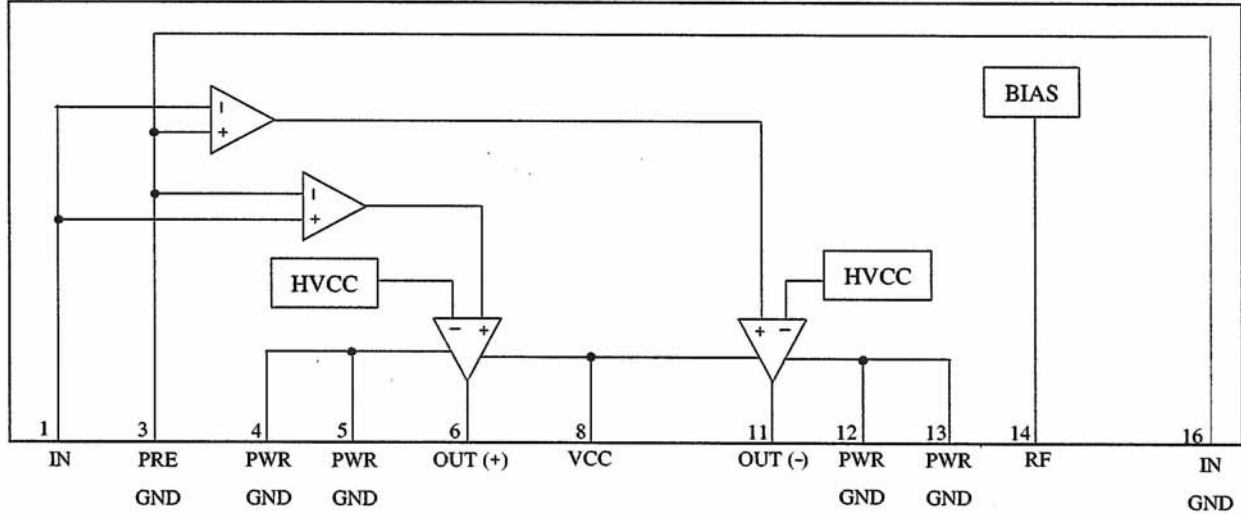 BIAS
− +
− +
HVCC
HVCC
− +
+ −
1 3 4 5 6 8 11 12 13 14 16
IN PRE PWR PWR OUT (+) VCC OUT (−) PWR PWR RF IN
GND GND GND GND GND GND